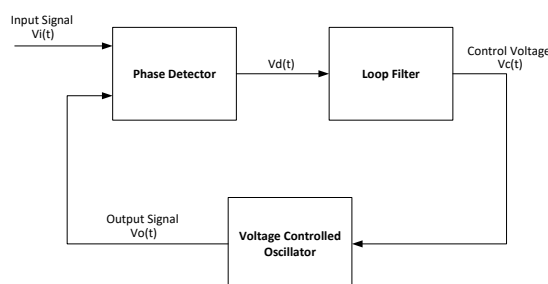 Input Signal
Vi(t)
Phase Detector
Vd(t)
Loop Filter
Control Voltage
Vc(t)
Output Signal
Vo(t)
Voltage Controlled
Oscillator